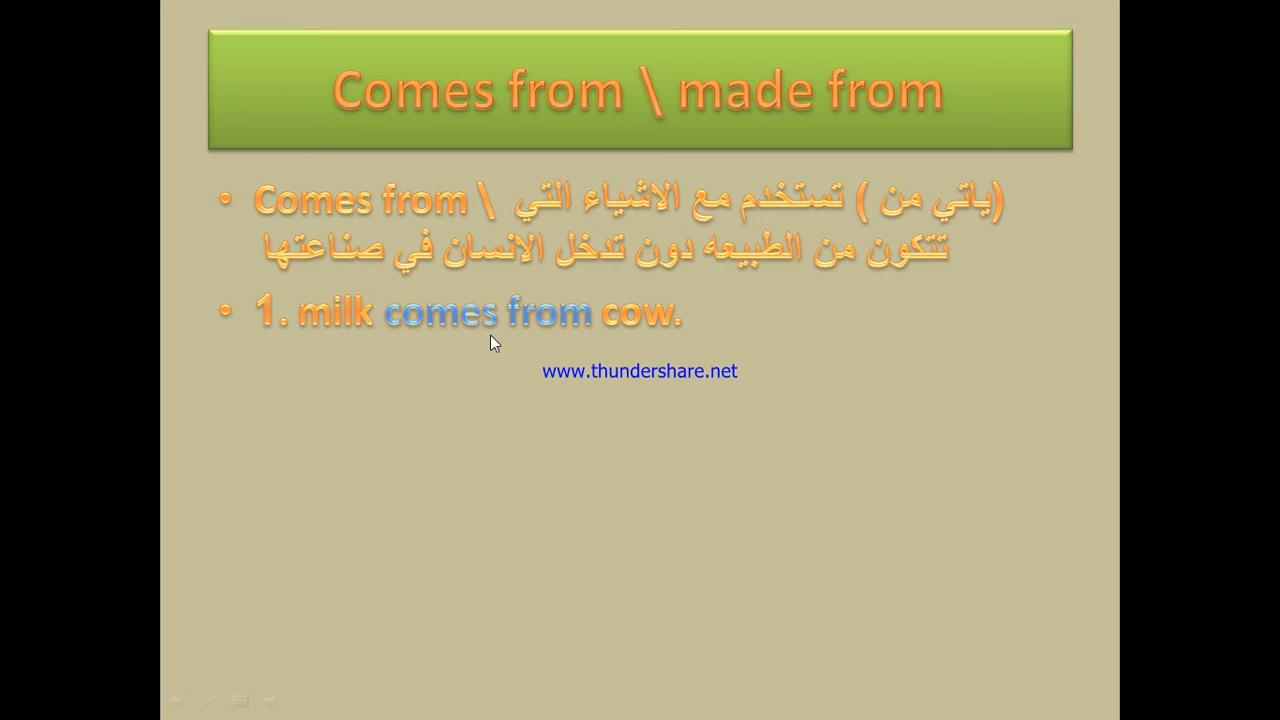 Comes from \ made from
• Comes from \ (ياتي من ) تستخدم مع الاشياء التي
تتكون من الطبيعه دون تدخل الانسان في صناعتها
• 1. milk comes from cow.
www.thundershare.net